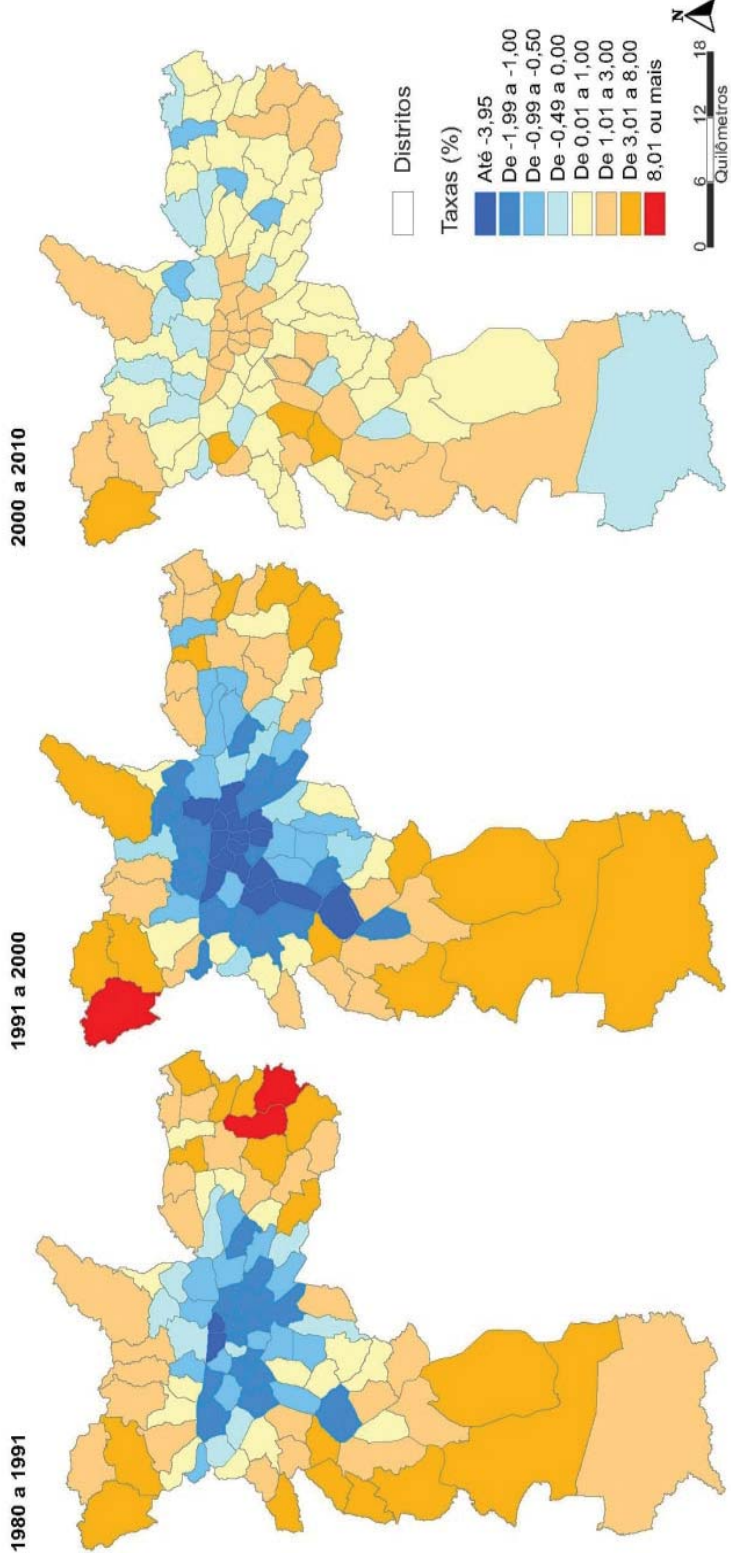 1980 a 1991
1991 a 2000
2000 a 2010
Distritos
Taxas (%)
Até -3,95
De -1,99 a -1,00
De -0,99 a -0,50
De -0,49 a 0,00
De 0,01 a 1,00
De 1,01 a 3,00
De 3,01 a 8,00
8,01 ou mais
0 6 12 18
Quilômetros
N